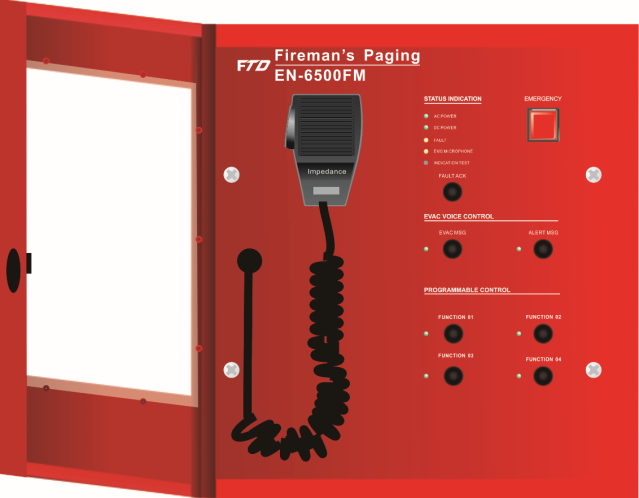 FTD
Fireman's Paging
EN-6500FM
Impedance
STATUS INDICATION
EMERGENCY
AC POWER
DC POWER
FAULT
EMG MICROPHONE
INDICATION TEST
FAULT ACK
EVAC VOICE CONTROL
EVAC MSG
ALERT MSG
PROGRAMMABLE CONTROL
FUNCTION 01
FUNCTION 02
FUNCTION 03
FUNCTION 04